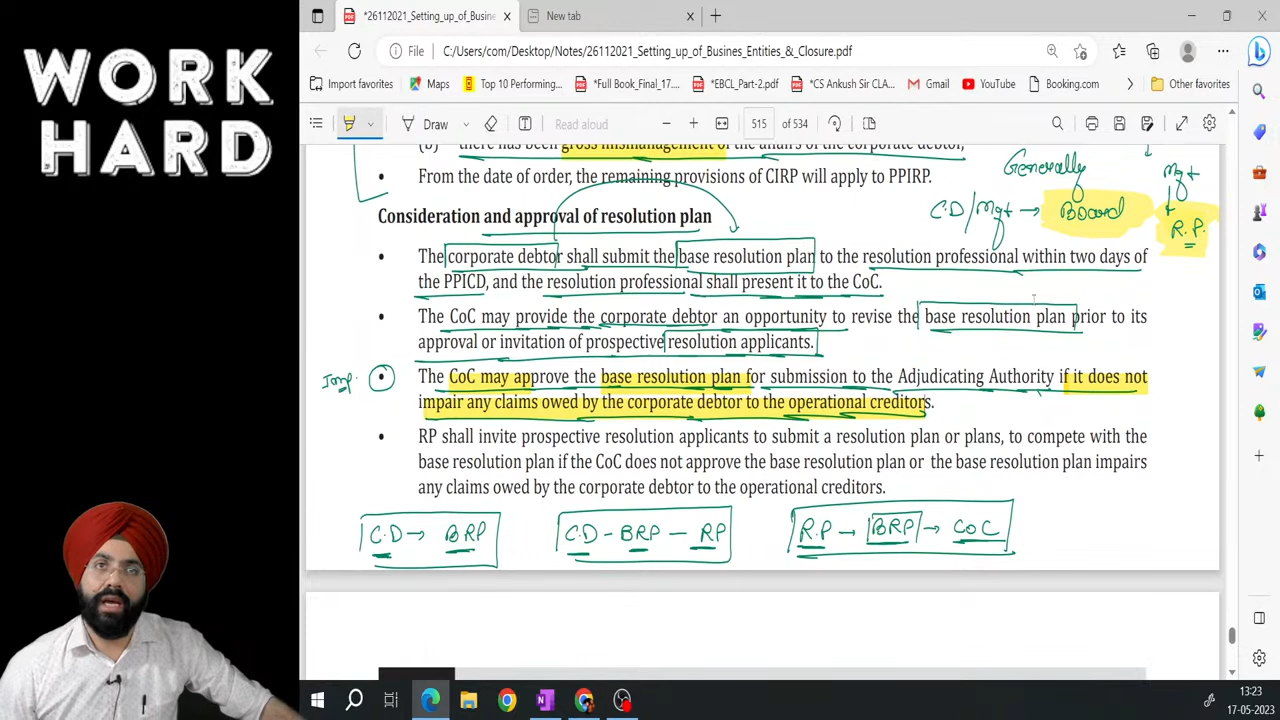 WORK
HARD
*26112021_Setting_up_of_Busines
New tab
File
C:/Users/com/Desktop/Notes/26112021_Setting_up_of_Busines_Entities_&_Closure.pdf
Import favorites
Maps
Top 10 Performing...
*Full Book_Final_17...
*EBCL_Part-2.pdf
*CS Ankush Sir CLA...
Gmail
YouTube
Booking.com
Other favorites
Draw
Read aloud
515
of 534
(b) there has been gross mismanagement of the affairs of the corporate debtor,
Generally
Mgt
• From the date of order, the remaining provisions of CIRP will apply to PPIRP.
C.D/Mgt → Board
R.P.
Consideration and approval of resolution plan
• The corporate debtor shall submit the base resolution plan to the resolution professional within two days of
the PPICD, and the resolution professional shall present it to the CoC.
• The CoC may provide the corporate debtor an opportunity to revise the base resolution plan prior to its
approval or invitation of prospective resolution applicants.
Imp.
• The CoC may approve the base resolution plan for submission to the Adjudicating Authority if it does not
impair any claims owed by the corporate debtor to the operational creditors.
• RP shall invite prospective resolution applicants to submit a resolution plan or plans, to compete with the
base resolution plan if the CoC does not approve the base resolution plan or the base resolution plan impairs
any claims owed by the corporate debtor to the operational creditors.
C.D → BRP
C.D - BRP - RP
R.P → BRP → CoC
13:23
17-05-2023